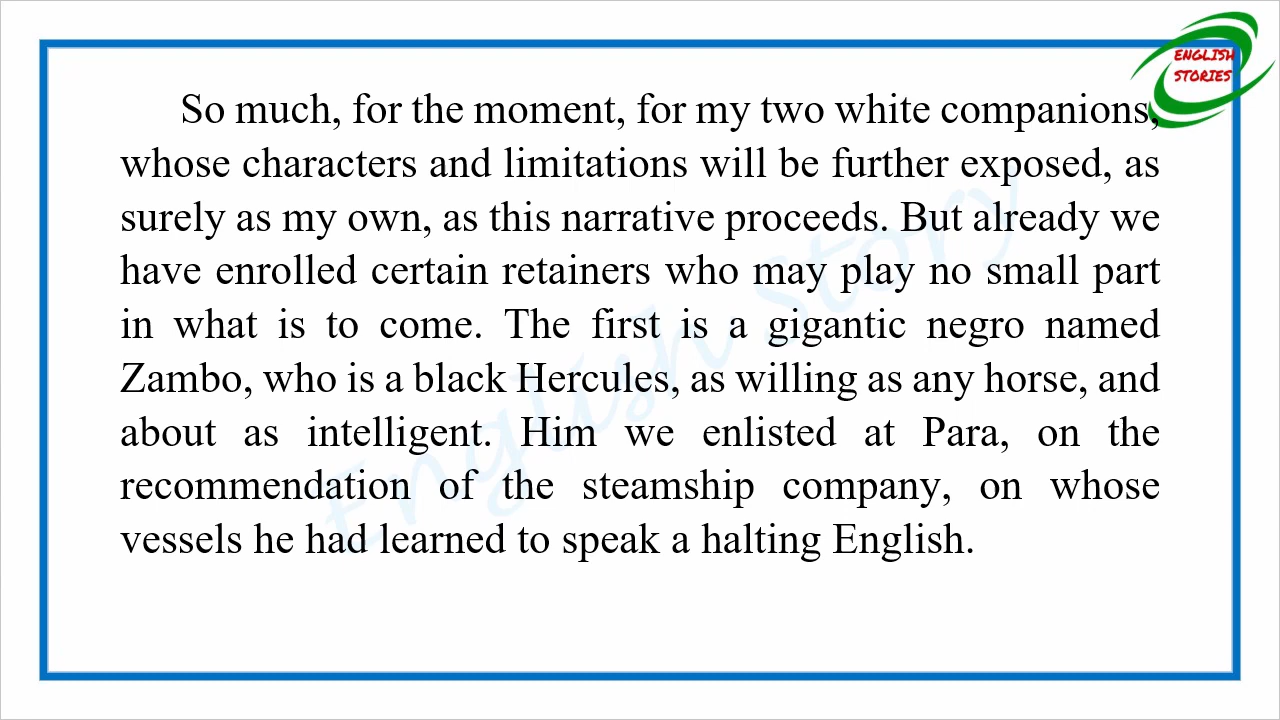 ENGLISH
STORIES
So much, for the moment, for my two white companions,
whose characters and limitations will be further exposed, as
surely as my own, as this narrative proceeds. But already we
have enrolled certain retainers who may play no small part
in what is to come. The first is a gigantic negro named
Zambo, who is a black Hercules, as willing as any horse, and
about as intelligent. Him we enlisted at Para, on the
recommendation of the steamship company, on whose
vessels he had learned to speak a halting English.
English Story